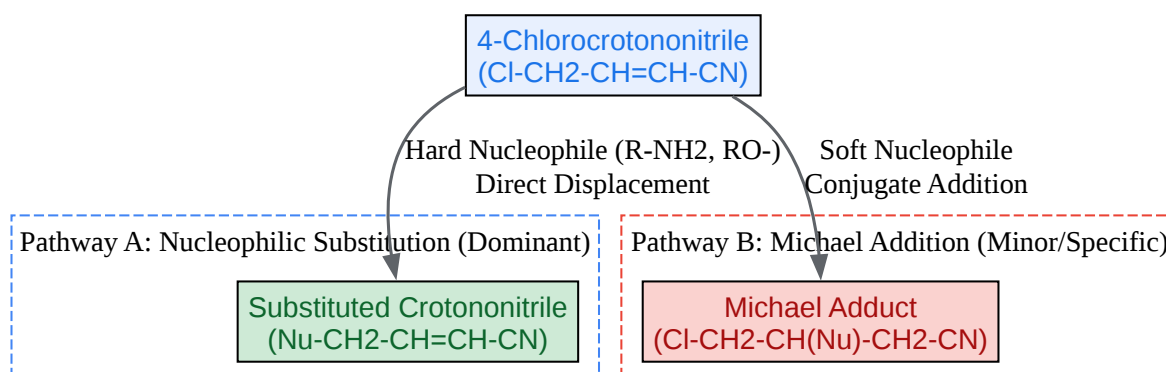 4-Chlorocrotononitrile
(Cl-CH2-CH=CH-CN)
Hard Nucleophile (R-NH2, RO-)
Direct Displacement
Soft Nucleophile
Conjugate Addition
Pathway A: Nucleophilic Substitution (Dominant)
Pathway B: Michael Addition (Minor/Specific)
Substituted Crotononitrile
(Nu-CH2-CH=CH-CN)
Michael Adduct
(Cl-CH2-CH(Nu)-CH2-CN)